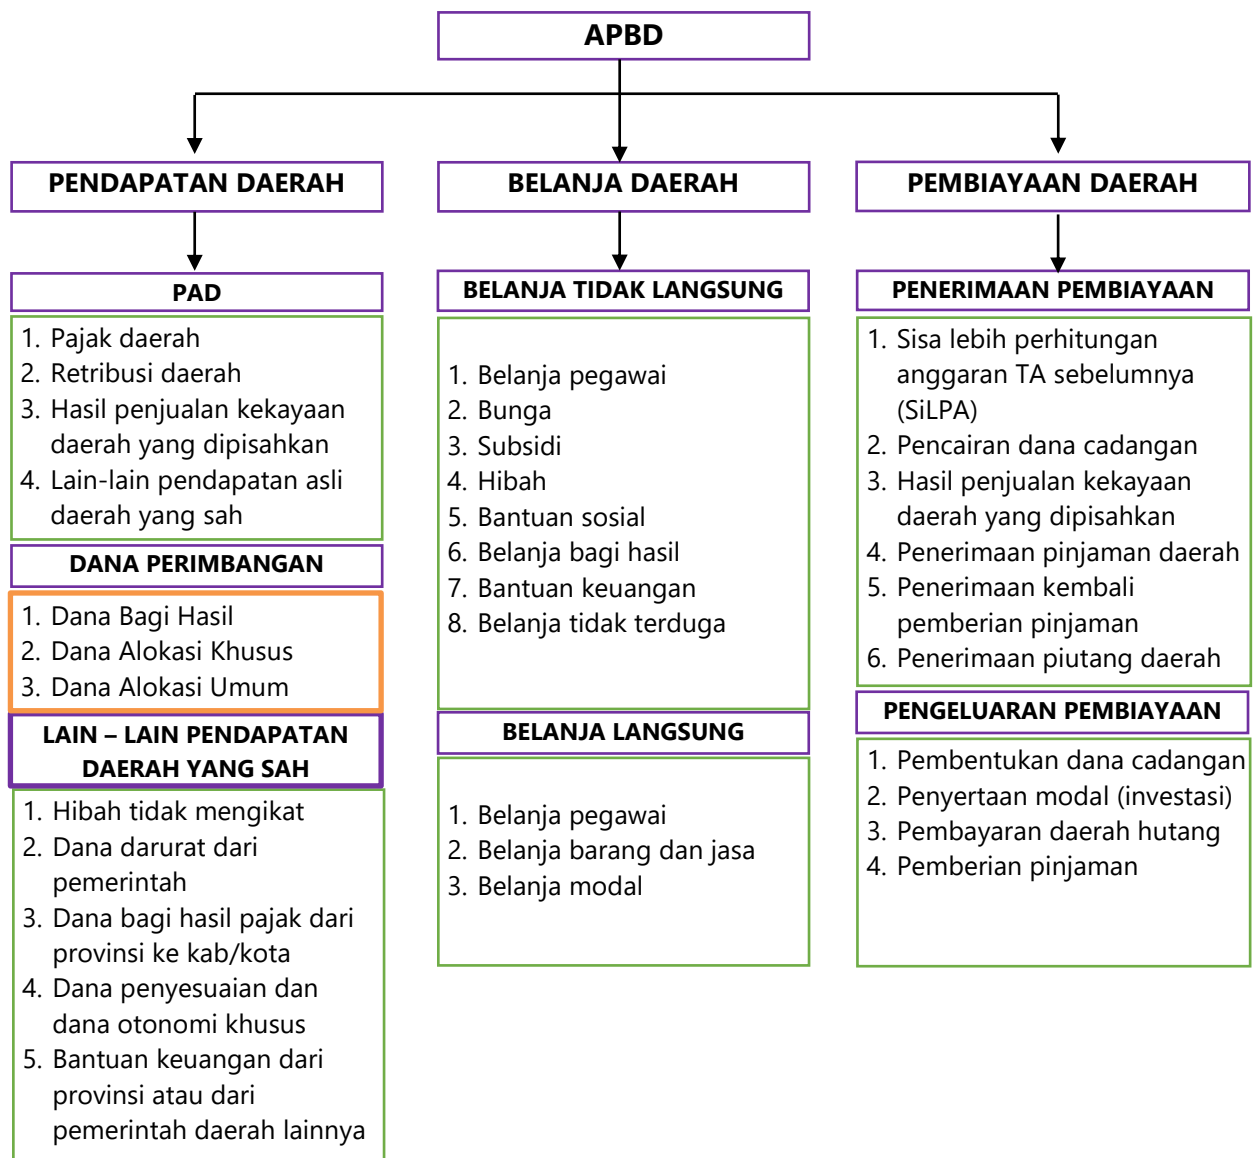 APBD
PENDAPATAN DAERAH
PAD
1. Pajak daerah
2. Retribusi daerah
3. Hasil penjualan kekayaan
daerah yang dipisahkan
4. Lain-lain pendapatan asli
daerah yang sah
DANA PERIMBANGAN
1. Dana Bagi Hasil
2. Dana Alokasi Khusus
3. Dana Alokasi Umum
LAIN – LAIN PENDAPATAN
DAERAH YANG SAH
1. Hibah tidak mengikat
2. Dana darurat dari
pemerintah
3. Dana bagi hasil pajak dari
provinsi ke kab/kota
4. Dana penyesuaian dan
dana otonomi khusus
5. Bantuan keuangan dari
provinsi atau dari
pemerintah daerah lainnya
BELANJA DAERAH
BELANJA TIDAK LANGSUNG
1. Belanja pegawai
2. Bunga
3. Subsidi
4. Hibah
5. Bantuan sosial
6. Belanja bagi hasil
7. Bantuan keuangan
8. Belanja tidak terduga
BELANJA LANGSUNG
1. Belanja pegawai
2. Belanja barang dan jasa
3. Belanja modal
PEMBIAYAAN DAERAH
PENERIMAAN PEMBIAYAAN
1. Sisa lebih perhitungan
anggaran TA sebelumnya
(SiLPA)
2. Pencairan dana cadangan
3. Hasil penjualan kekayaan
daerah yang dipisahkan
4. Penerimaan pinjaman daerah
5. Penerimaan kembali
pemberian pinjaman
6. Penerimaan piutang daerah
PENGELUARAN PEMBIAYAAN
1. Pembentukan dana cadangan
2. Penyertaan modal (investasi)
3. Pembayaran daerah hutang
4. Pemberian pinjaman